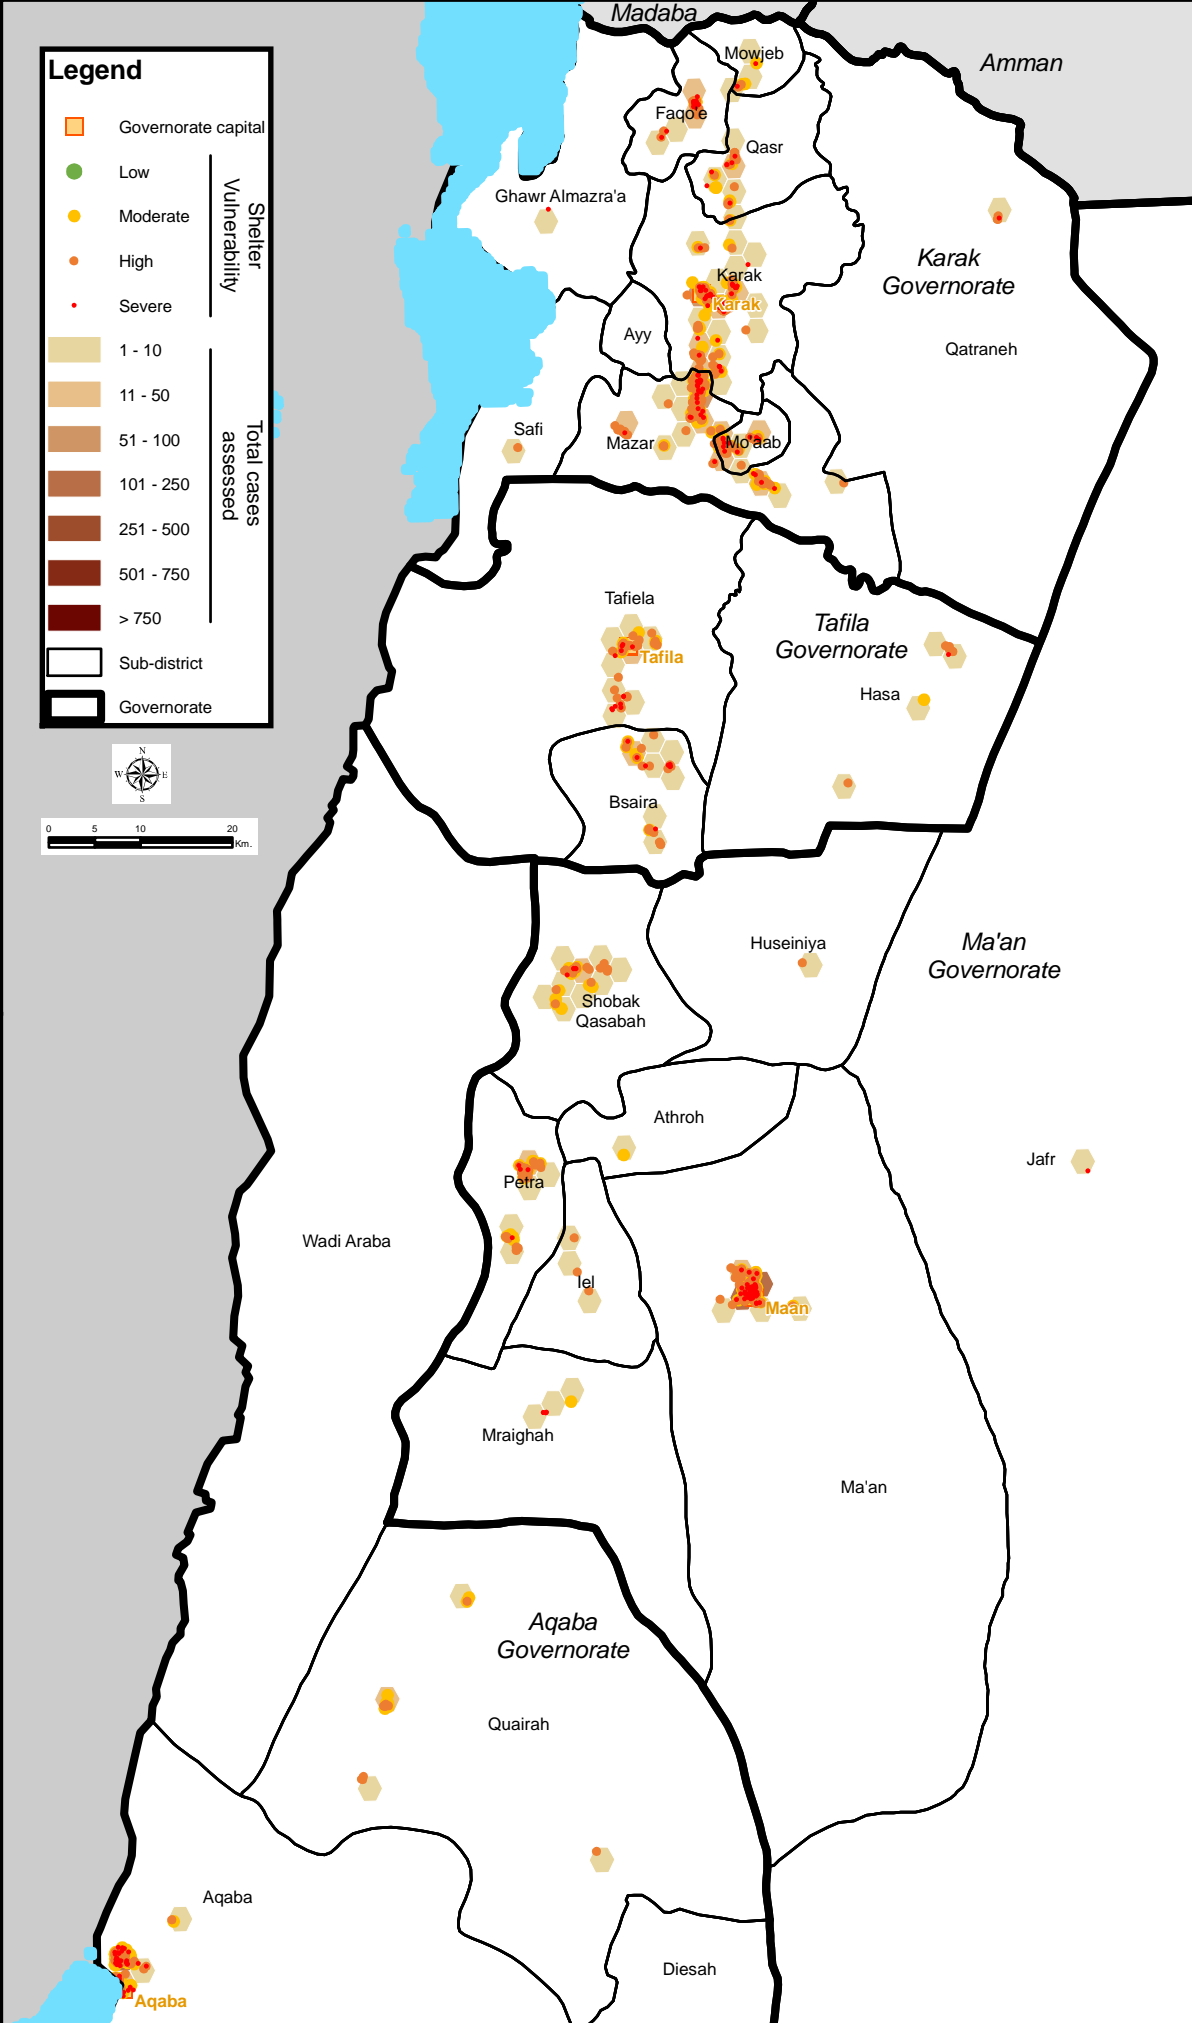 Madaba
Mowjeb
Amman
Legend
Governorate capital
Low
Moderate
High
Severe
Shelter
Vulnerability
1 - 10
11 - 50
51 - 100
101 - 250
251 - 500
501 - 750
> 750
Total cases
assessed
Sub-district
Governorate
N
W
E
S
0
5
10
20
Km.
Faqo'e
Qasr
Ghawr Almazra'a
Karak
Governorate
Karak
Karak
Ayy
Qatraneh
Safi
Mazar
Mo'aab
Tafiela
Tafila
Governorate
Tafila
Hasa
Bsaira
Huseiniya
Ma'an
Governorate
Shobak
Qasabah
Athroh
Jafr
Petra
Wadi Araba
Iel
Maan
Mraighah
Ma'an
Aqaba
Governorate
Quairah
Aqaba
Diesah
Aqaba